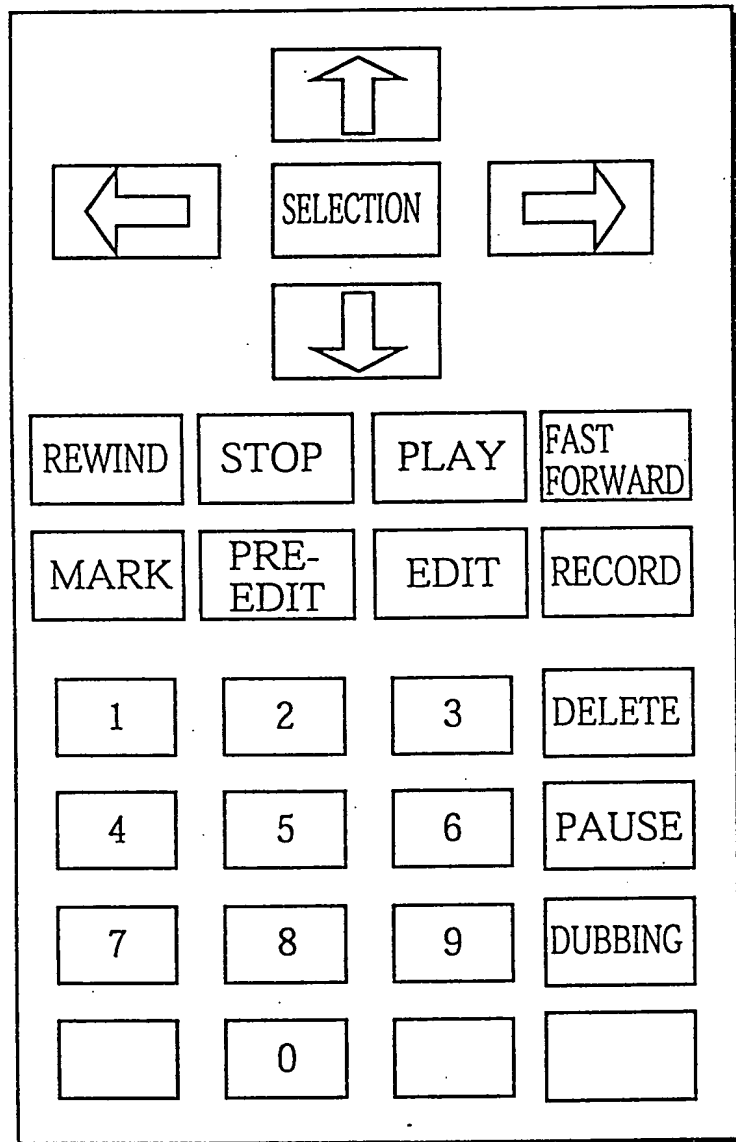 SELECTION
REWIND STOP PLAY FAST
FORWARD
MARK PRE-
EDIT EDIT RECORD
1 2 3 DELETE
4 5 6 PAUSE
7 8 9 DUBBING
0